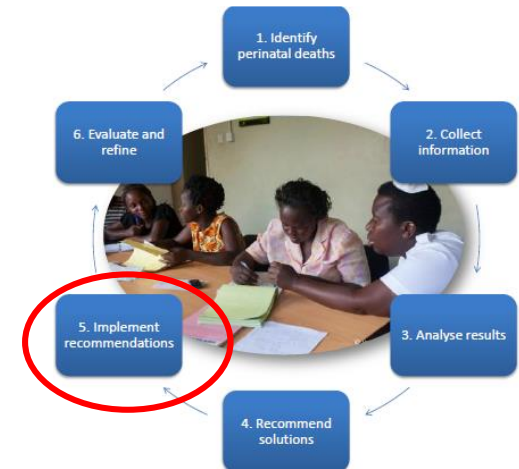 1. Identify
perinatal deaths
2. Collect
information
3. Analyse results
4. Recommend
solutions
5. Implement
recommendations
6. Evaluate and
refine